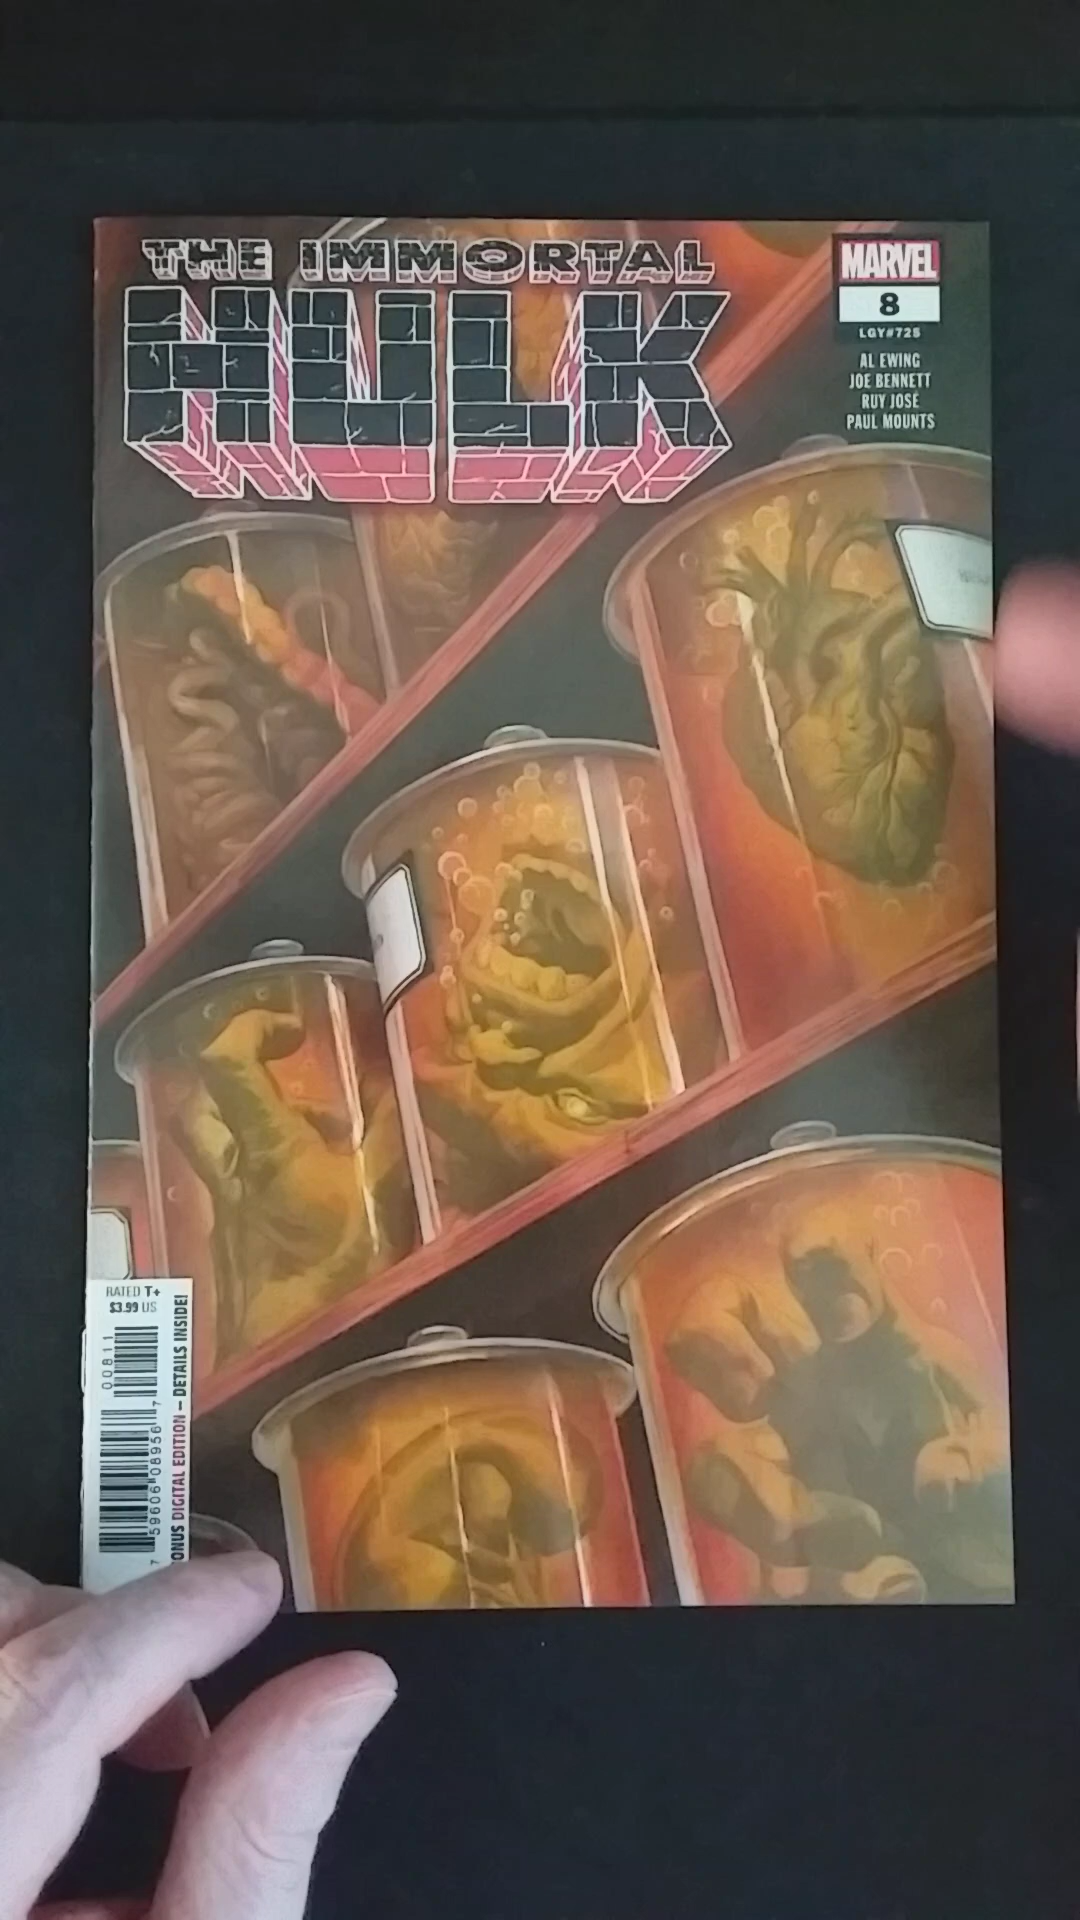 THE IMMORTAL
HULK
MARVEL
8
LGY#725
AL EWING
JOE BENNETT
RUY JOSÉ
PAUL MOUNTS
RATED T+
$3.99 US
00811
7 59606 08956 7
DIGITAL EDITION – DETAILS INSIDE!